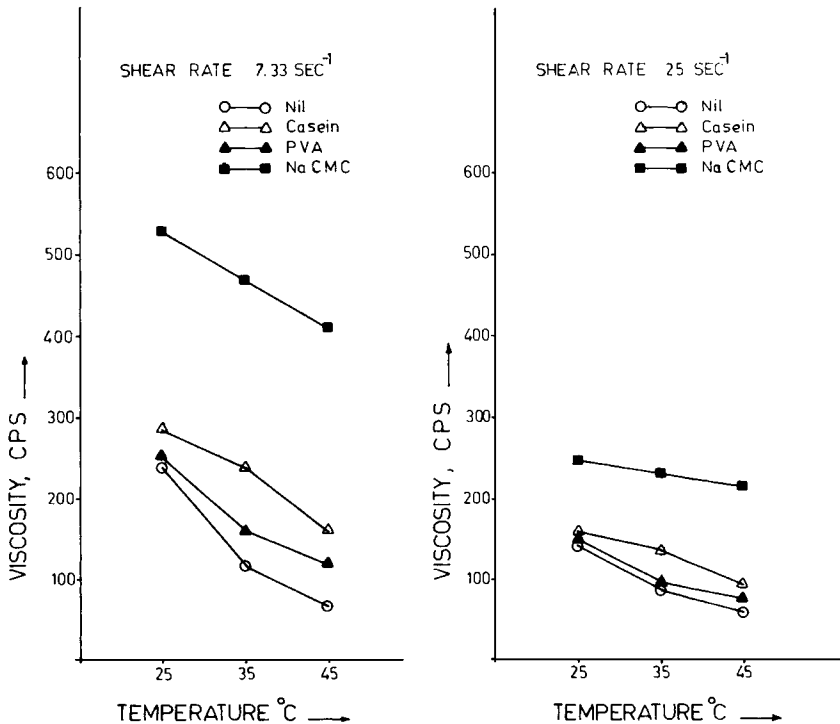 SHEAR RATE 7.33 SEC⁻¹
Nil
Casein
PVA
Na CMC
600
500
400
300
200
100
25 35 45
VISCOSITY, CPS
TEMPERATURE °C
SHEAR RATE 25 SEC⁻¹
Nil
Casein
PVA
Na CMC
600
500
400
300
200
100
25 35 45
VISCOSITY, CPS
TEMPERATURE °C